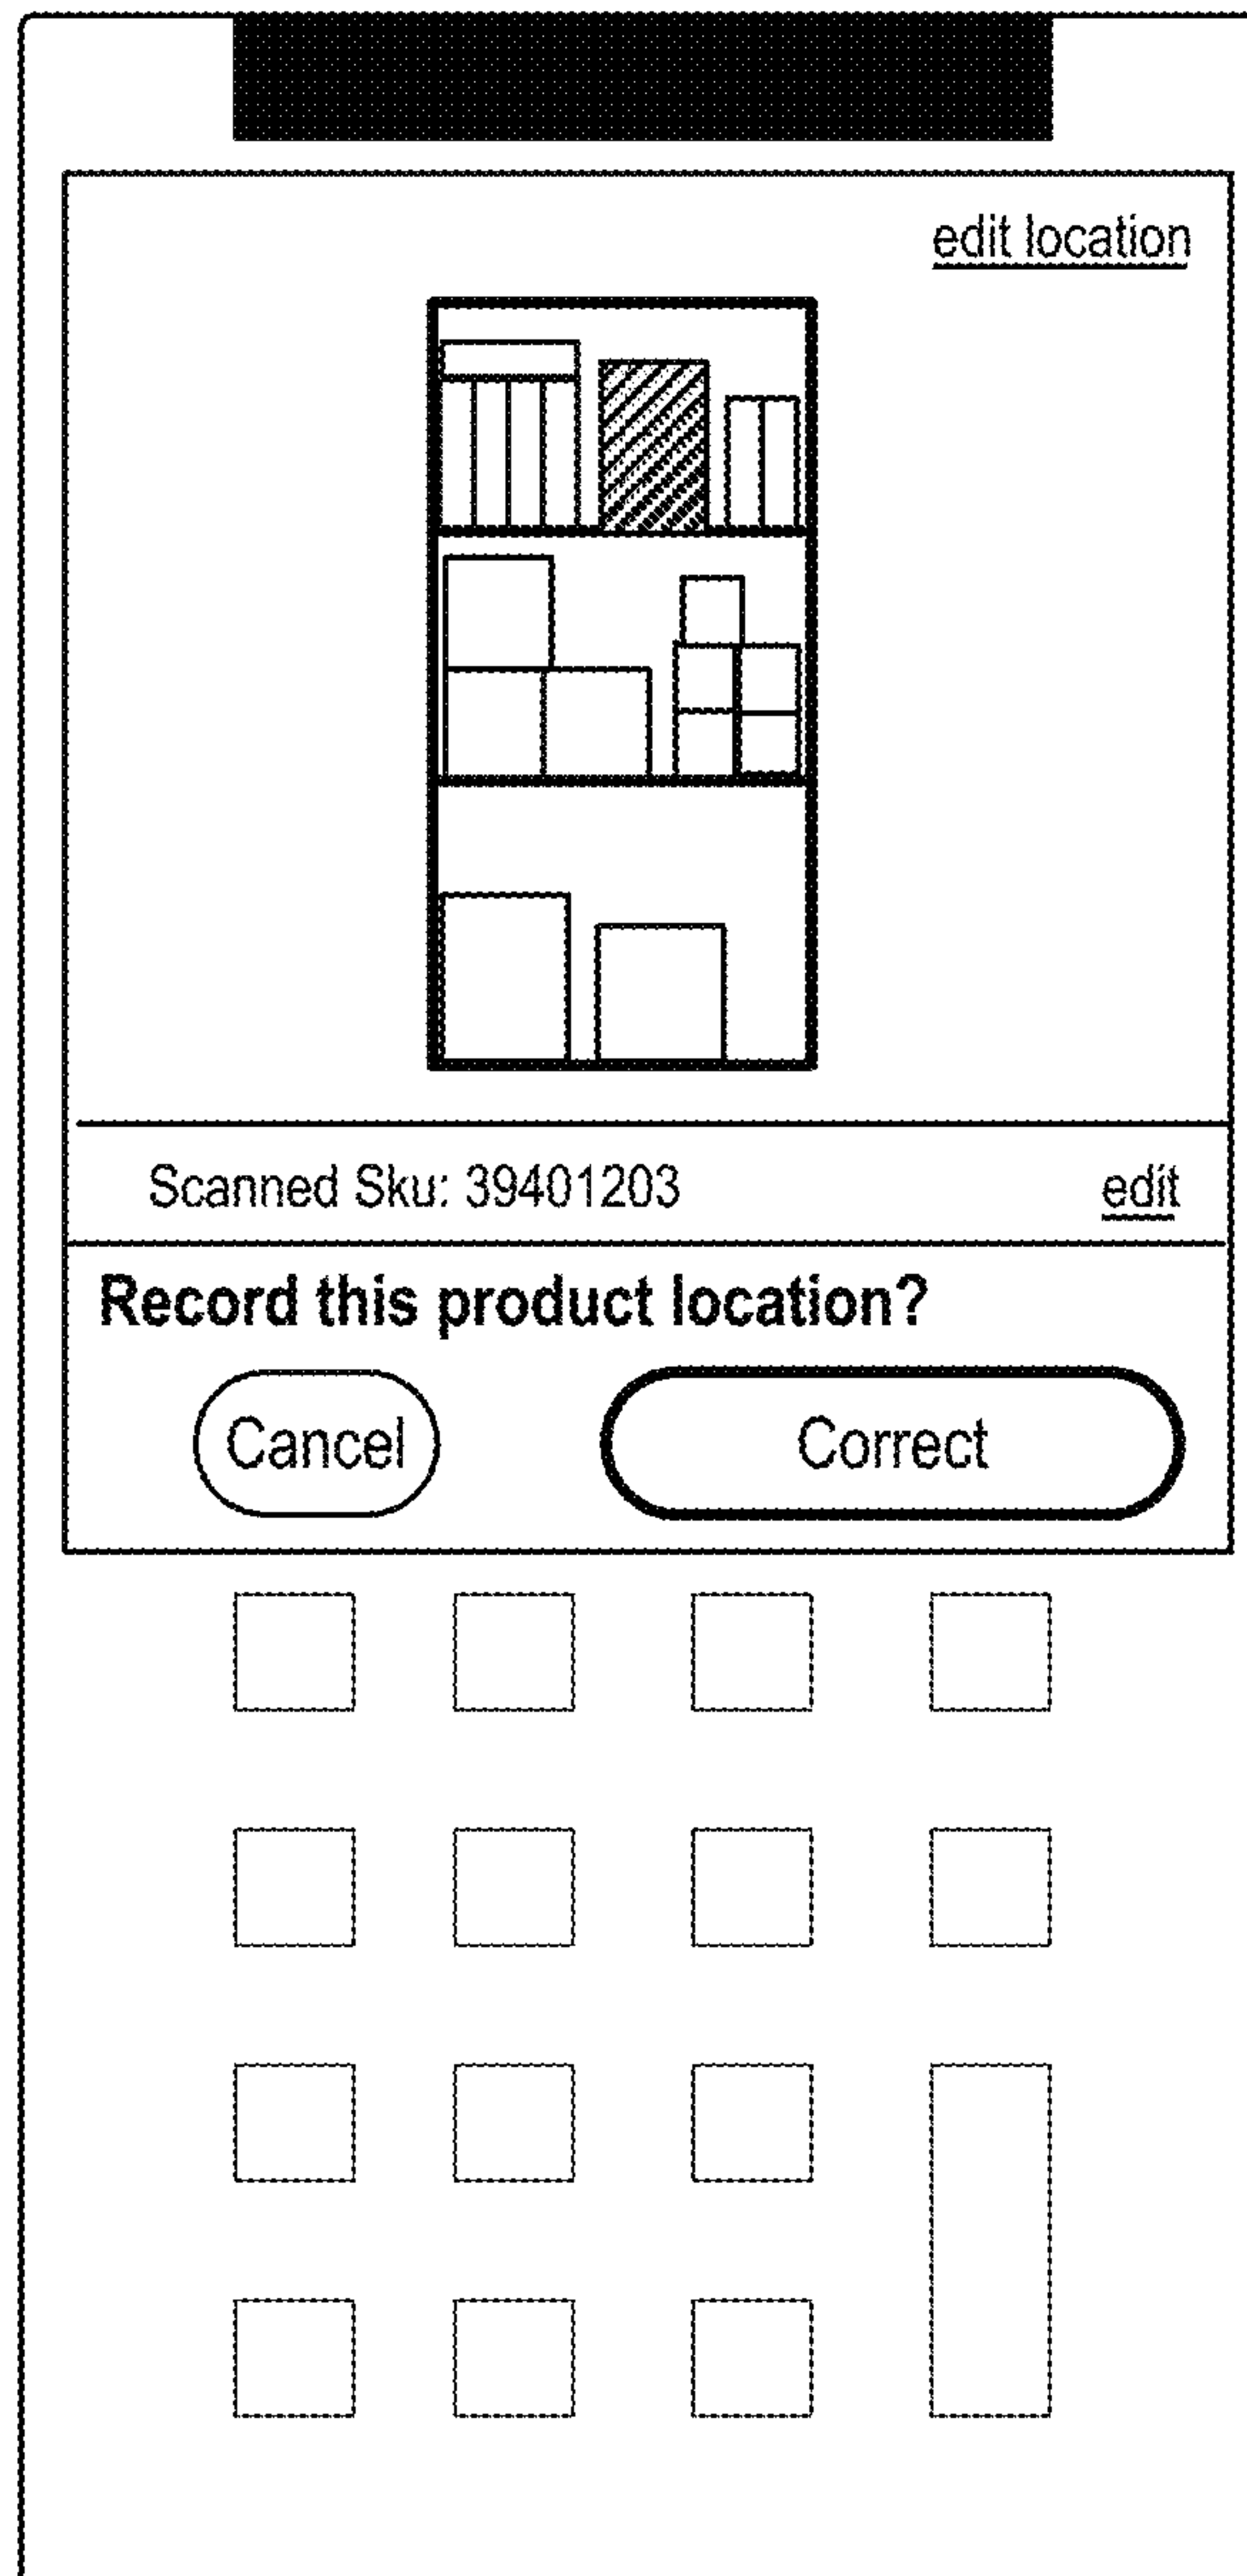 edit location
Scanned Sku: 39401203 edit
Record this product location?
Cancel Correct